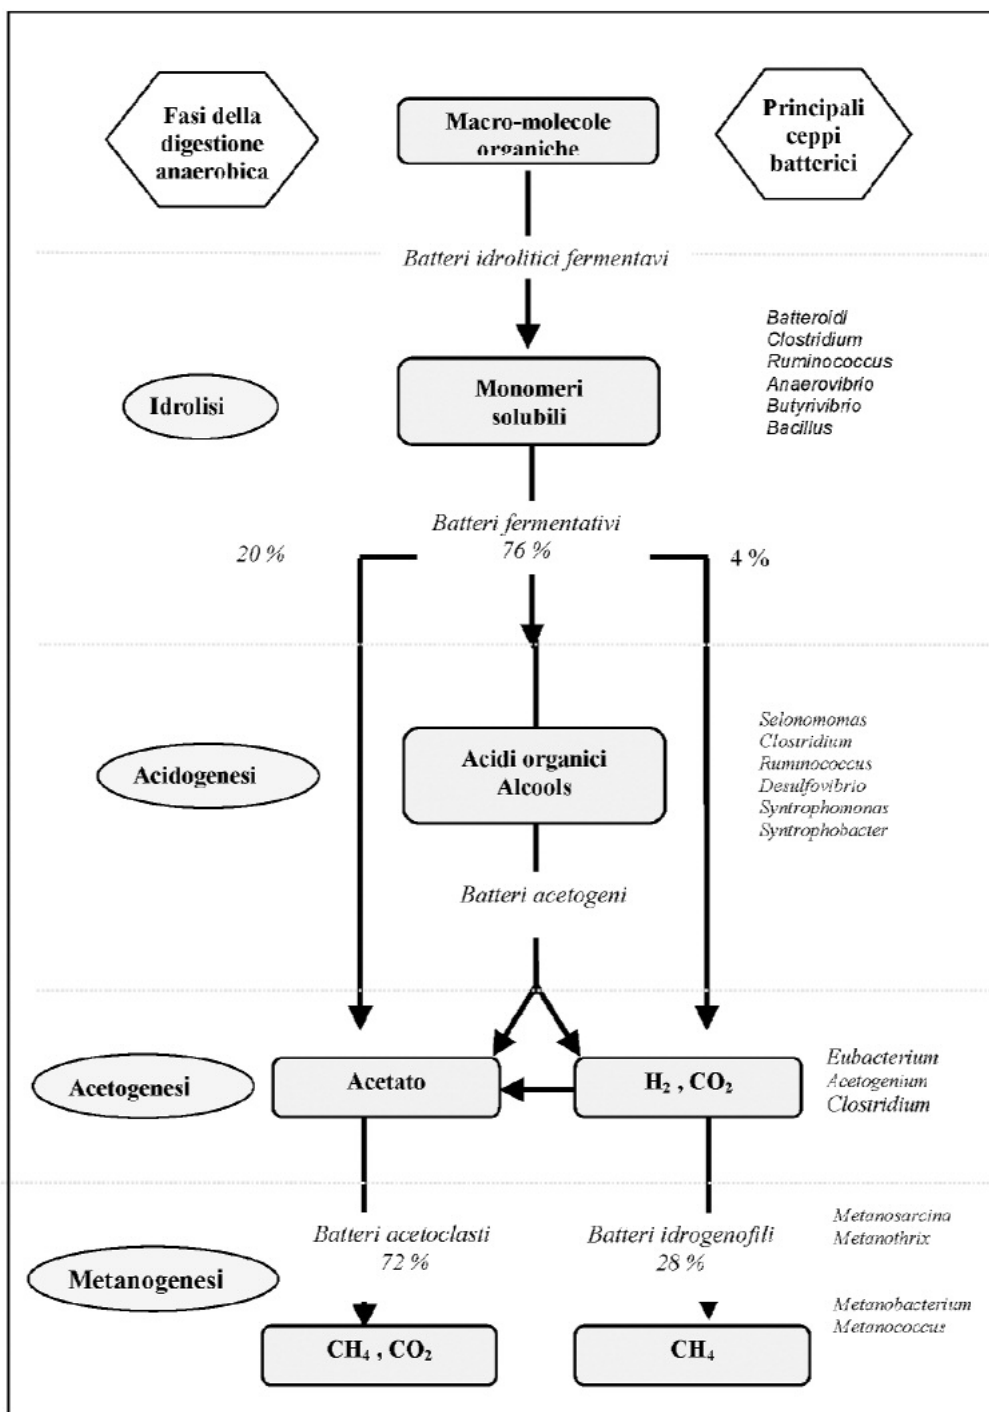 Fasi della
digestione
anaerobica
Macro-molecole
organiche
Principali
ceppi
batterici
Batteri idrolitici fermentavi
Batteroidi
Clostridium
Ruminococcus
Anaerovibrio
Butyrivibrio
Bacillus
Idrolisi
Monomeri
solubili
Batteri fermentativi
20 %
76 %
4 %
Selonomomas
Clostridium
Ruminococcus
Desulfovibrio
Syntrophomonas
Syntrophobacter
Acidogenesi
Acidi organici
Alcools
Batteri acetogeni
Acetogenesi
Acetato
H₂ , CO₂
Eubacterium
Acetogenium
Clostridium
Batteri acetoclasti
72 %
Batteri idrogenofili
28 %
Metanosarcina
Metanothrix
Metanogenesi
Metanobacterium
Metanococcus
CH₄ , CO₂
CH₄